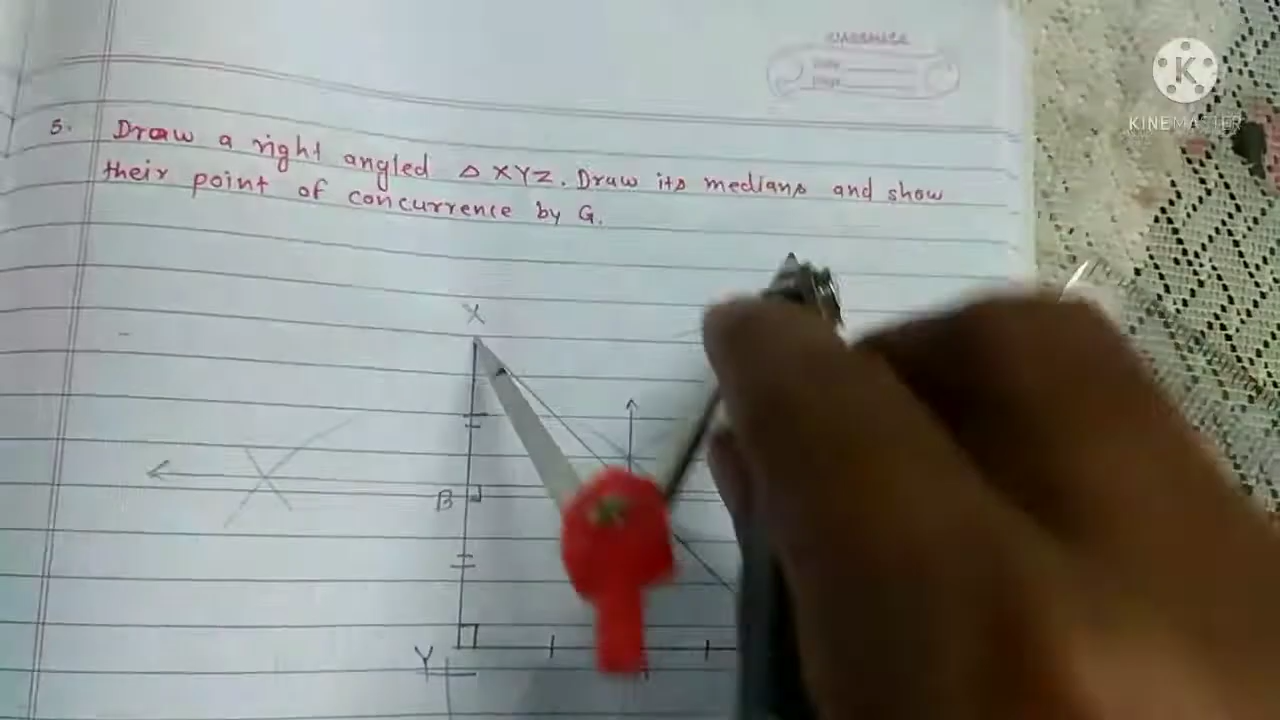 5. Draw a right angled △ XYZ. Draw its medians and show
their point of concurrence by G.
X
B
Y
K
KINEMASTER